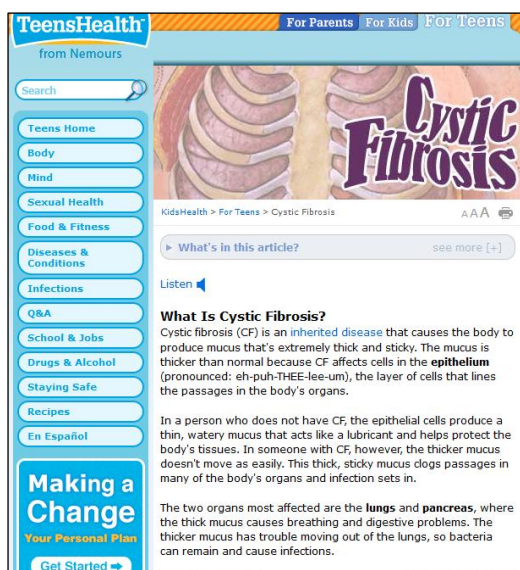 TeensHealth
from Nemours
For Parents
For Kids
For Teens
Search
Teens Home
Body
Mind
Sexual Health
Food & Fitness
Diseases &
Conditions
Infections
Q&A
School & Jobs
Drugs & Alcohol
Staying Safe
Recipes
En Español
Making a
Change
Your Personal Plan
Get Started
Cystic
Fibrosis
KidsHealth > For Teens > Cystic Fibrosis
AAA
What's in this article?
see more [+]
Listen
What Is Cystic Fibrosis?
Cystic fibrosis (CF) is an inherited disease that causes the body to
produce mucus that's extremely thick and sticky. The mucus is
thicker than normal because CF affects cells in the epithelium
(pronounced: eh-puh-THEE-lee-um), the layer of cells that lines
the passages in the body's organs.
In a person who does not have CF, the epithelial cells produce a
thin, watery mucus that acts like a lubricant and helps protect the
body's tissues. In someone with CF, however, the thicker mucus
doesn't move as easily. This thick, sticky mucus clogs passages in
many of the body's organs and infection sets in.
The two organs most affected are the lungs and pancreas, where
the thick mucus causes breathing and digestive problems. The
thicker mucus has trouble moving out of the lungs, so bacteria
can remain and cause infections.